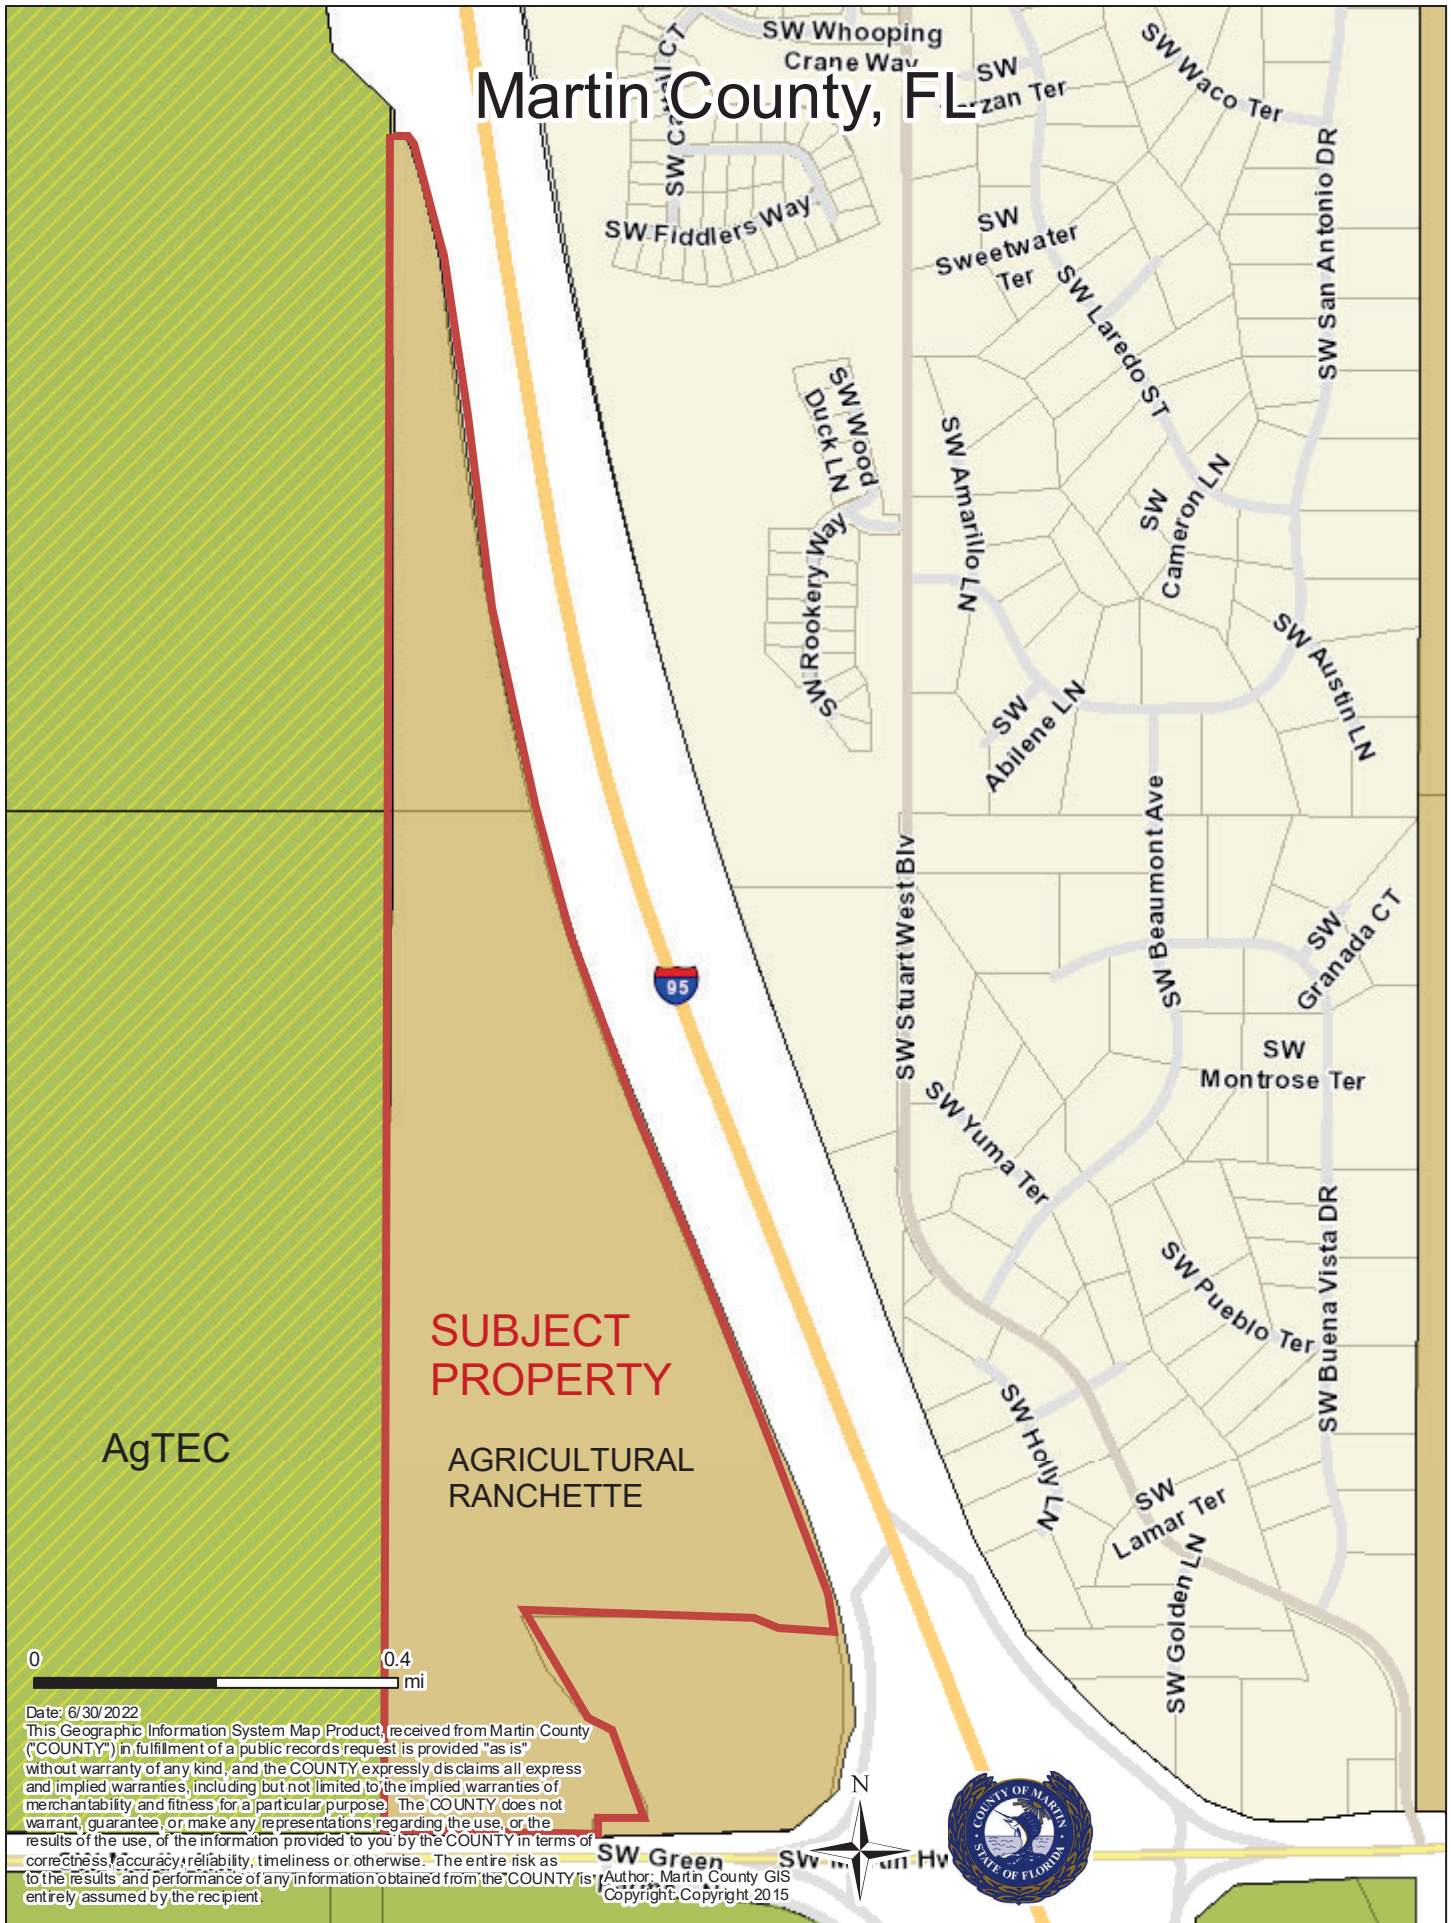 SW Whooping
Crane Way
Martin County, FL
SW
Ter
SW Waco Ter
SW San Antonio DR
SW
CT
SW Fiddlers Way
SW
Sweetwater
Ter
SW Laredo ST
SW Wood
Duck LN
SW Amarillo LN
SW
Cameron LN
SW Rookery Way
SW Austin LN
SW
Abilene LN
SW Stuart West Blv
SW Beaumont Ave
SW
Granada CT
95
SW
Montrose Ter
SW Yuma Ter
SW Buena Vista DR
SW Pueblo Ter
SUBJECT
PROPERTY
AgTEC
AGRICULTURAL
RANCHETTE
SW Holly LN
SW
Lamar Ter
SW Golden LN
0 0.4
mi
Date: 6/30/2022
This Geographic Information System Map Product, received from Martin County
("COUNTY") in fulfillment of a public records request is provided "as is"
without warranty of any kind, and the COUNTY expressly disclaims all express
and implied warranties, including but not limited to the implied warranties of
merchantability and fitness for a particular purpose. The COUNTY does not
warrant, guarantee, or make any representations regarding the use, or the
results of the use, of the information provided to you by the COUNTY in terms of
correctness, accuracy, reliability, timeliness or otherwise. The entire risk as
to the results and performance of any information obtained from the COUNTY is
entirely assumed by the recipient.
N
SW Green
SW Martin Hw
Author: Martin County GIS
Copyright: Copyright 2015
COUNTY OF MARTIN
STATE OF FLORIDA